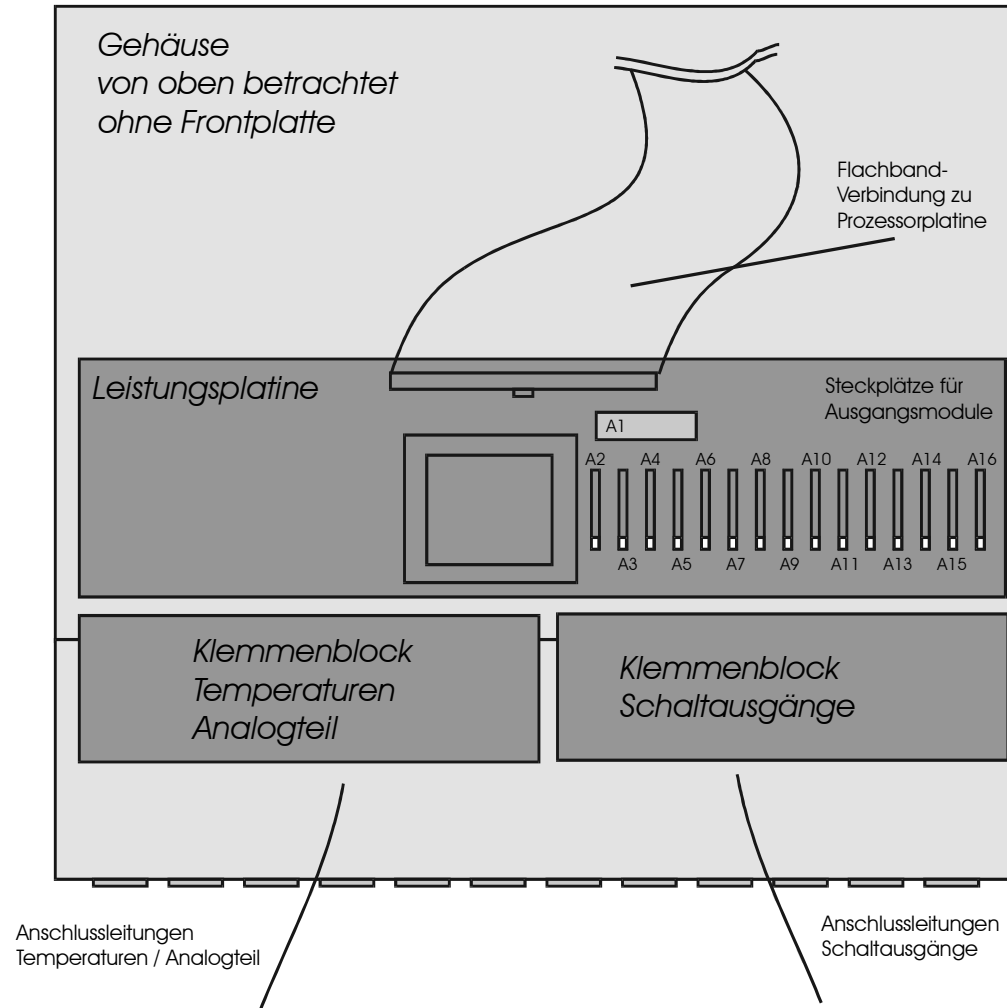 Gehäuse
von oben betrachtet
ohne Frontplatte
Flachband-
Verbindung zu
Prozessorplatine
Leistungsplatine
Steckplätze für
Ausgangsmodule
A1
A2 A4 A6 A8 A10 A12 A14 A16
A3 A5 A7 A9 A11 A13 A15
Klemmenblock
Temperaturen
Analogteil
Klemmenblock
Schaltausgänge
Anschlussleitungen
Temperaturen / Analogteil
Anschlussleitungen
Schaltausgänge